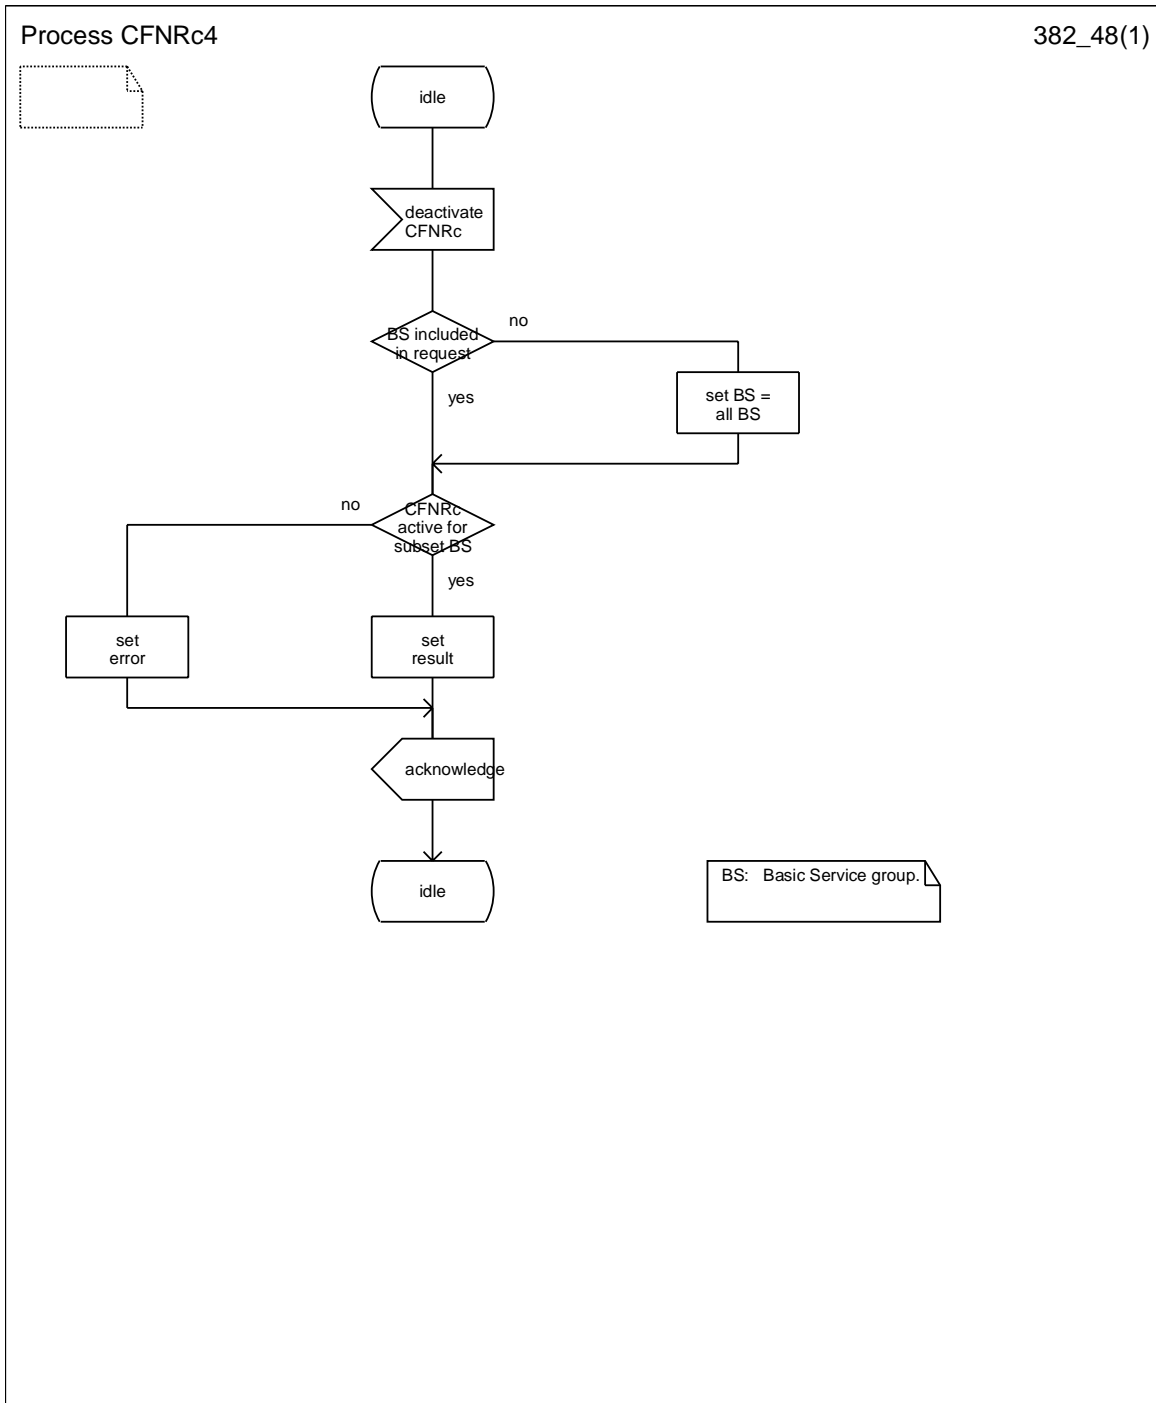 Process CFNRc4
382_48(1)
idle
deactivate
CFNRc
BS included
in request
no
yes
set BS =
all BS
no
CFNRc
active for
subset BS
yes
set
error
set
result
acknowledge
idle
BS: Basic Service group.